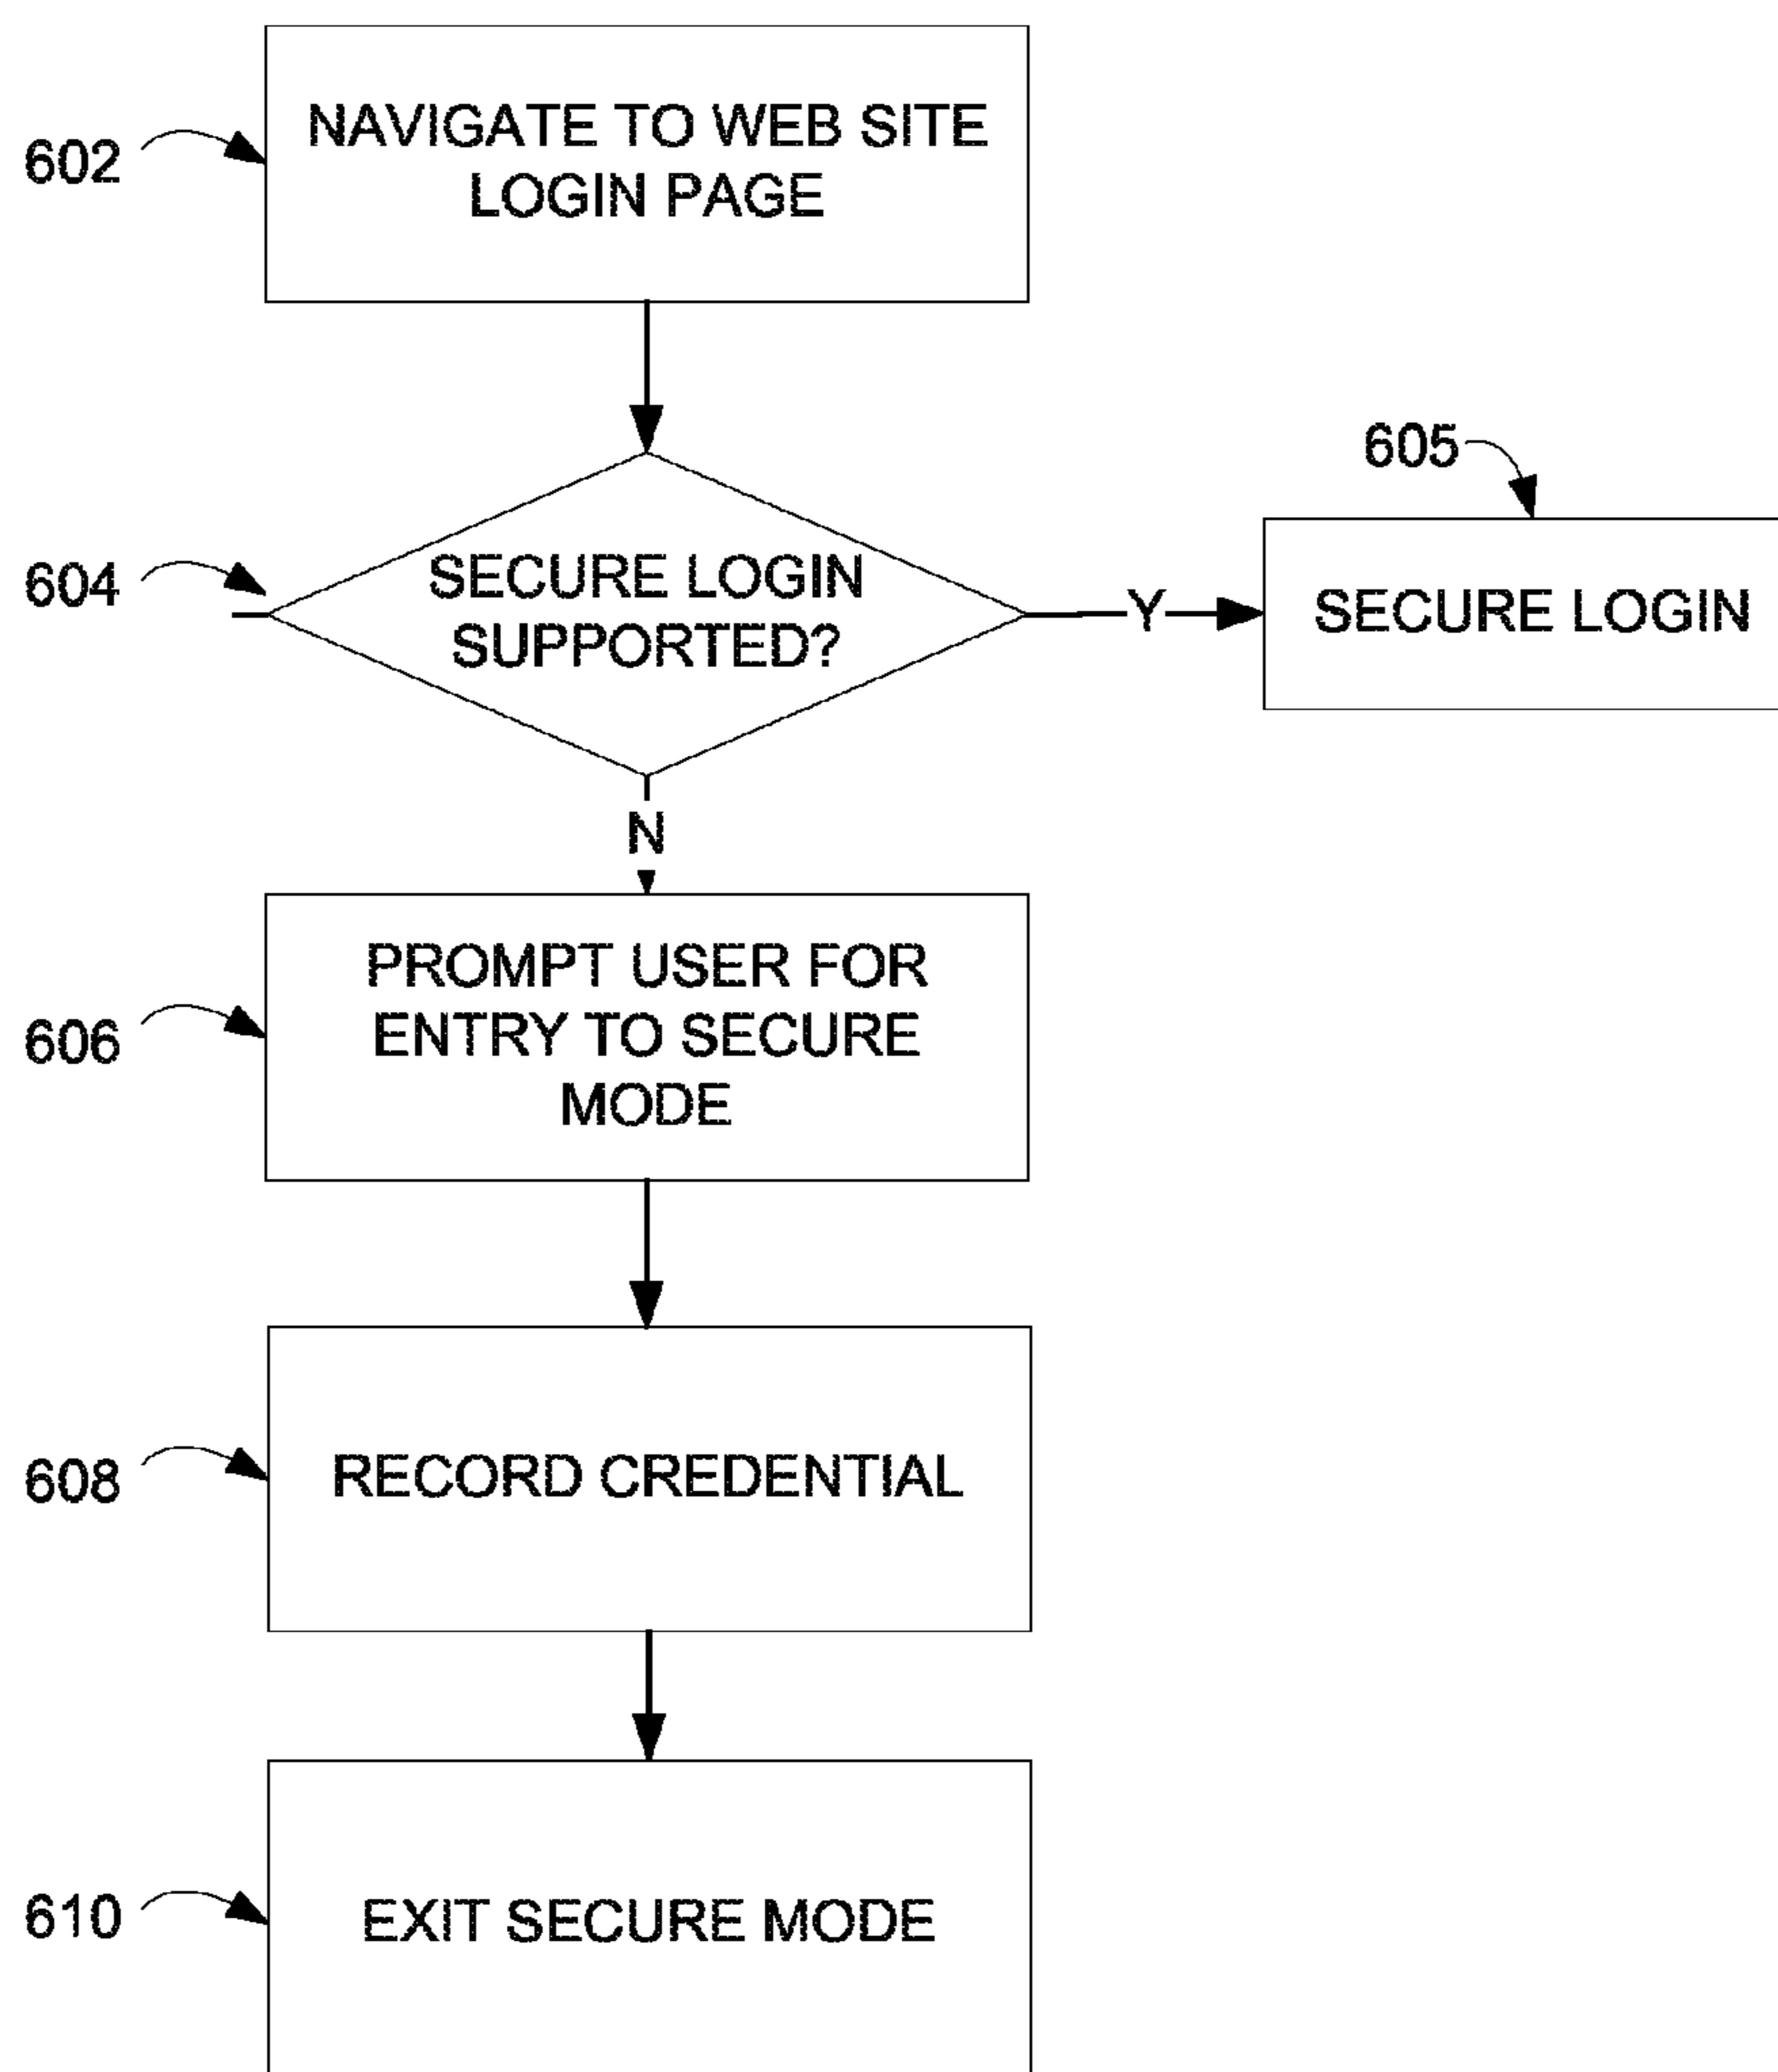 602
NAVIGATE TO WEB SITE
LOGIN PAGE
604
SECURE LOGIN
SUPPORTED?
Y
605
SECURE LOGIN
N
606
PROMPT USER FOR
ENTRY TO SECURE
MODE
608
RECORD CREDENTIAL
610
EXIT SECURE MODE